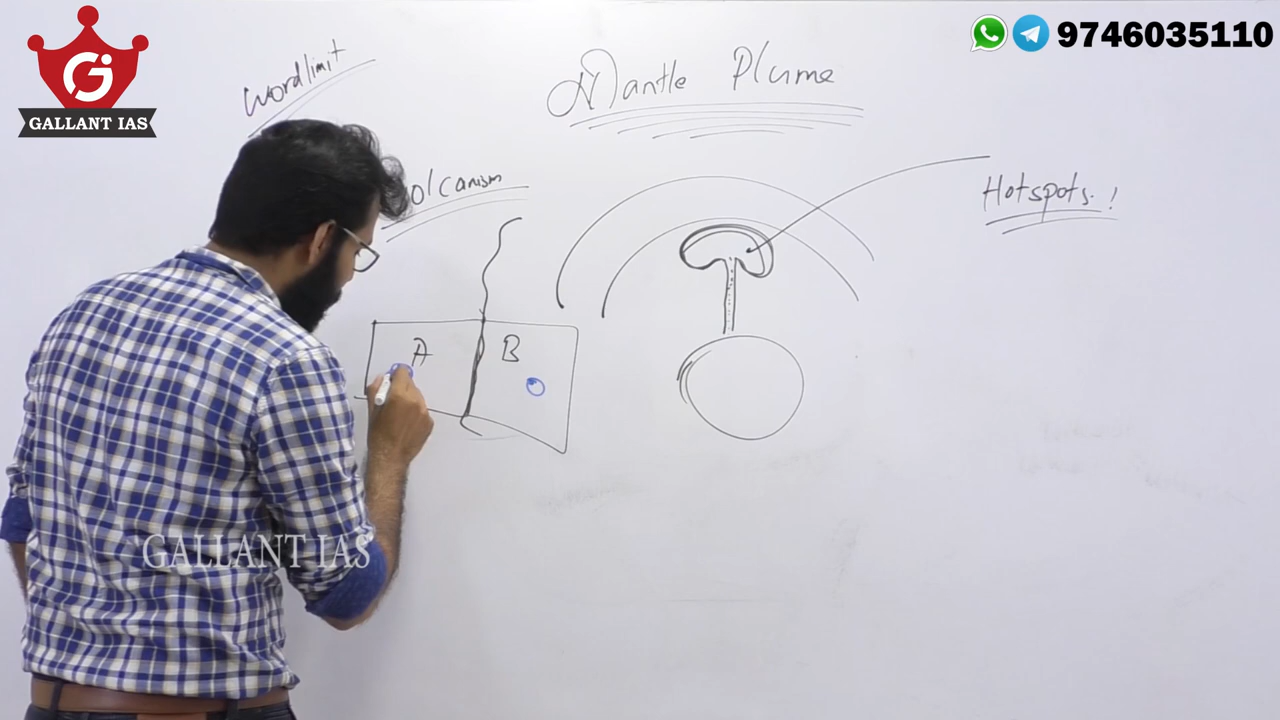 GALLANT IAS
9746035110
wordlimit
Mantle Plume
olcanism
Hotspots.!
A
B
GALLANT IAS